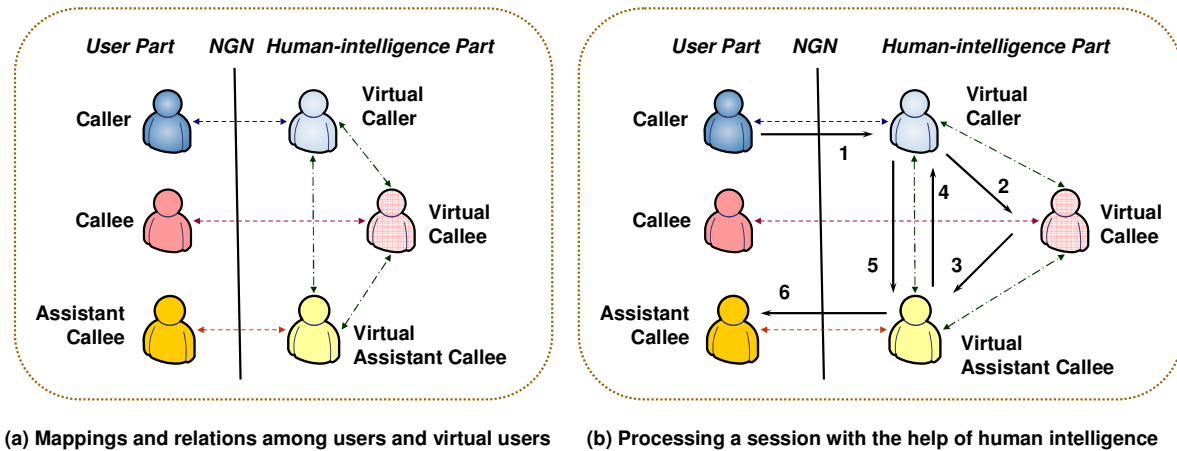 User Part NGN Human-intelligence Part
Caller
Virtual
Caller
Callee
Virtual
Callee
Assistant
Callee
Virtual
Assistant Callee
(a) Mappings and relations among users and virtual users
User Part NGN Human-intelligence Part
Caller
Virtual
Caller
1
2
4
Callee
Virtual
Callee
5
3
6
Assistant
Callee
Virtual
Assistant Callee
(b) Processing a session with the help of human intelligence